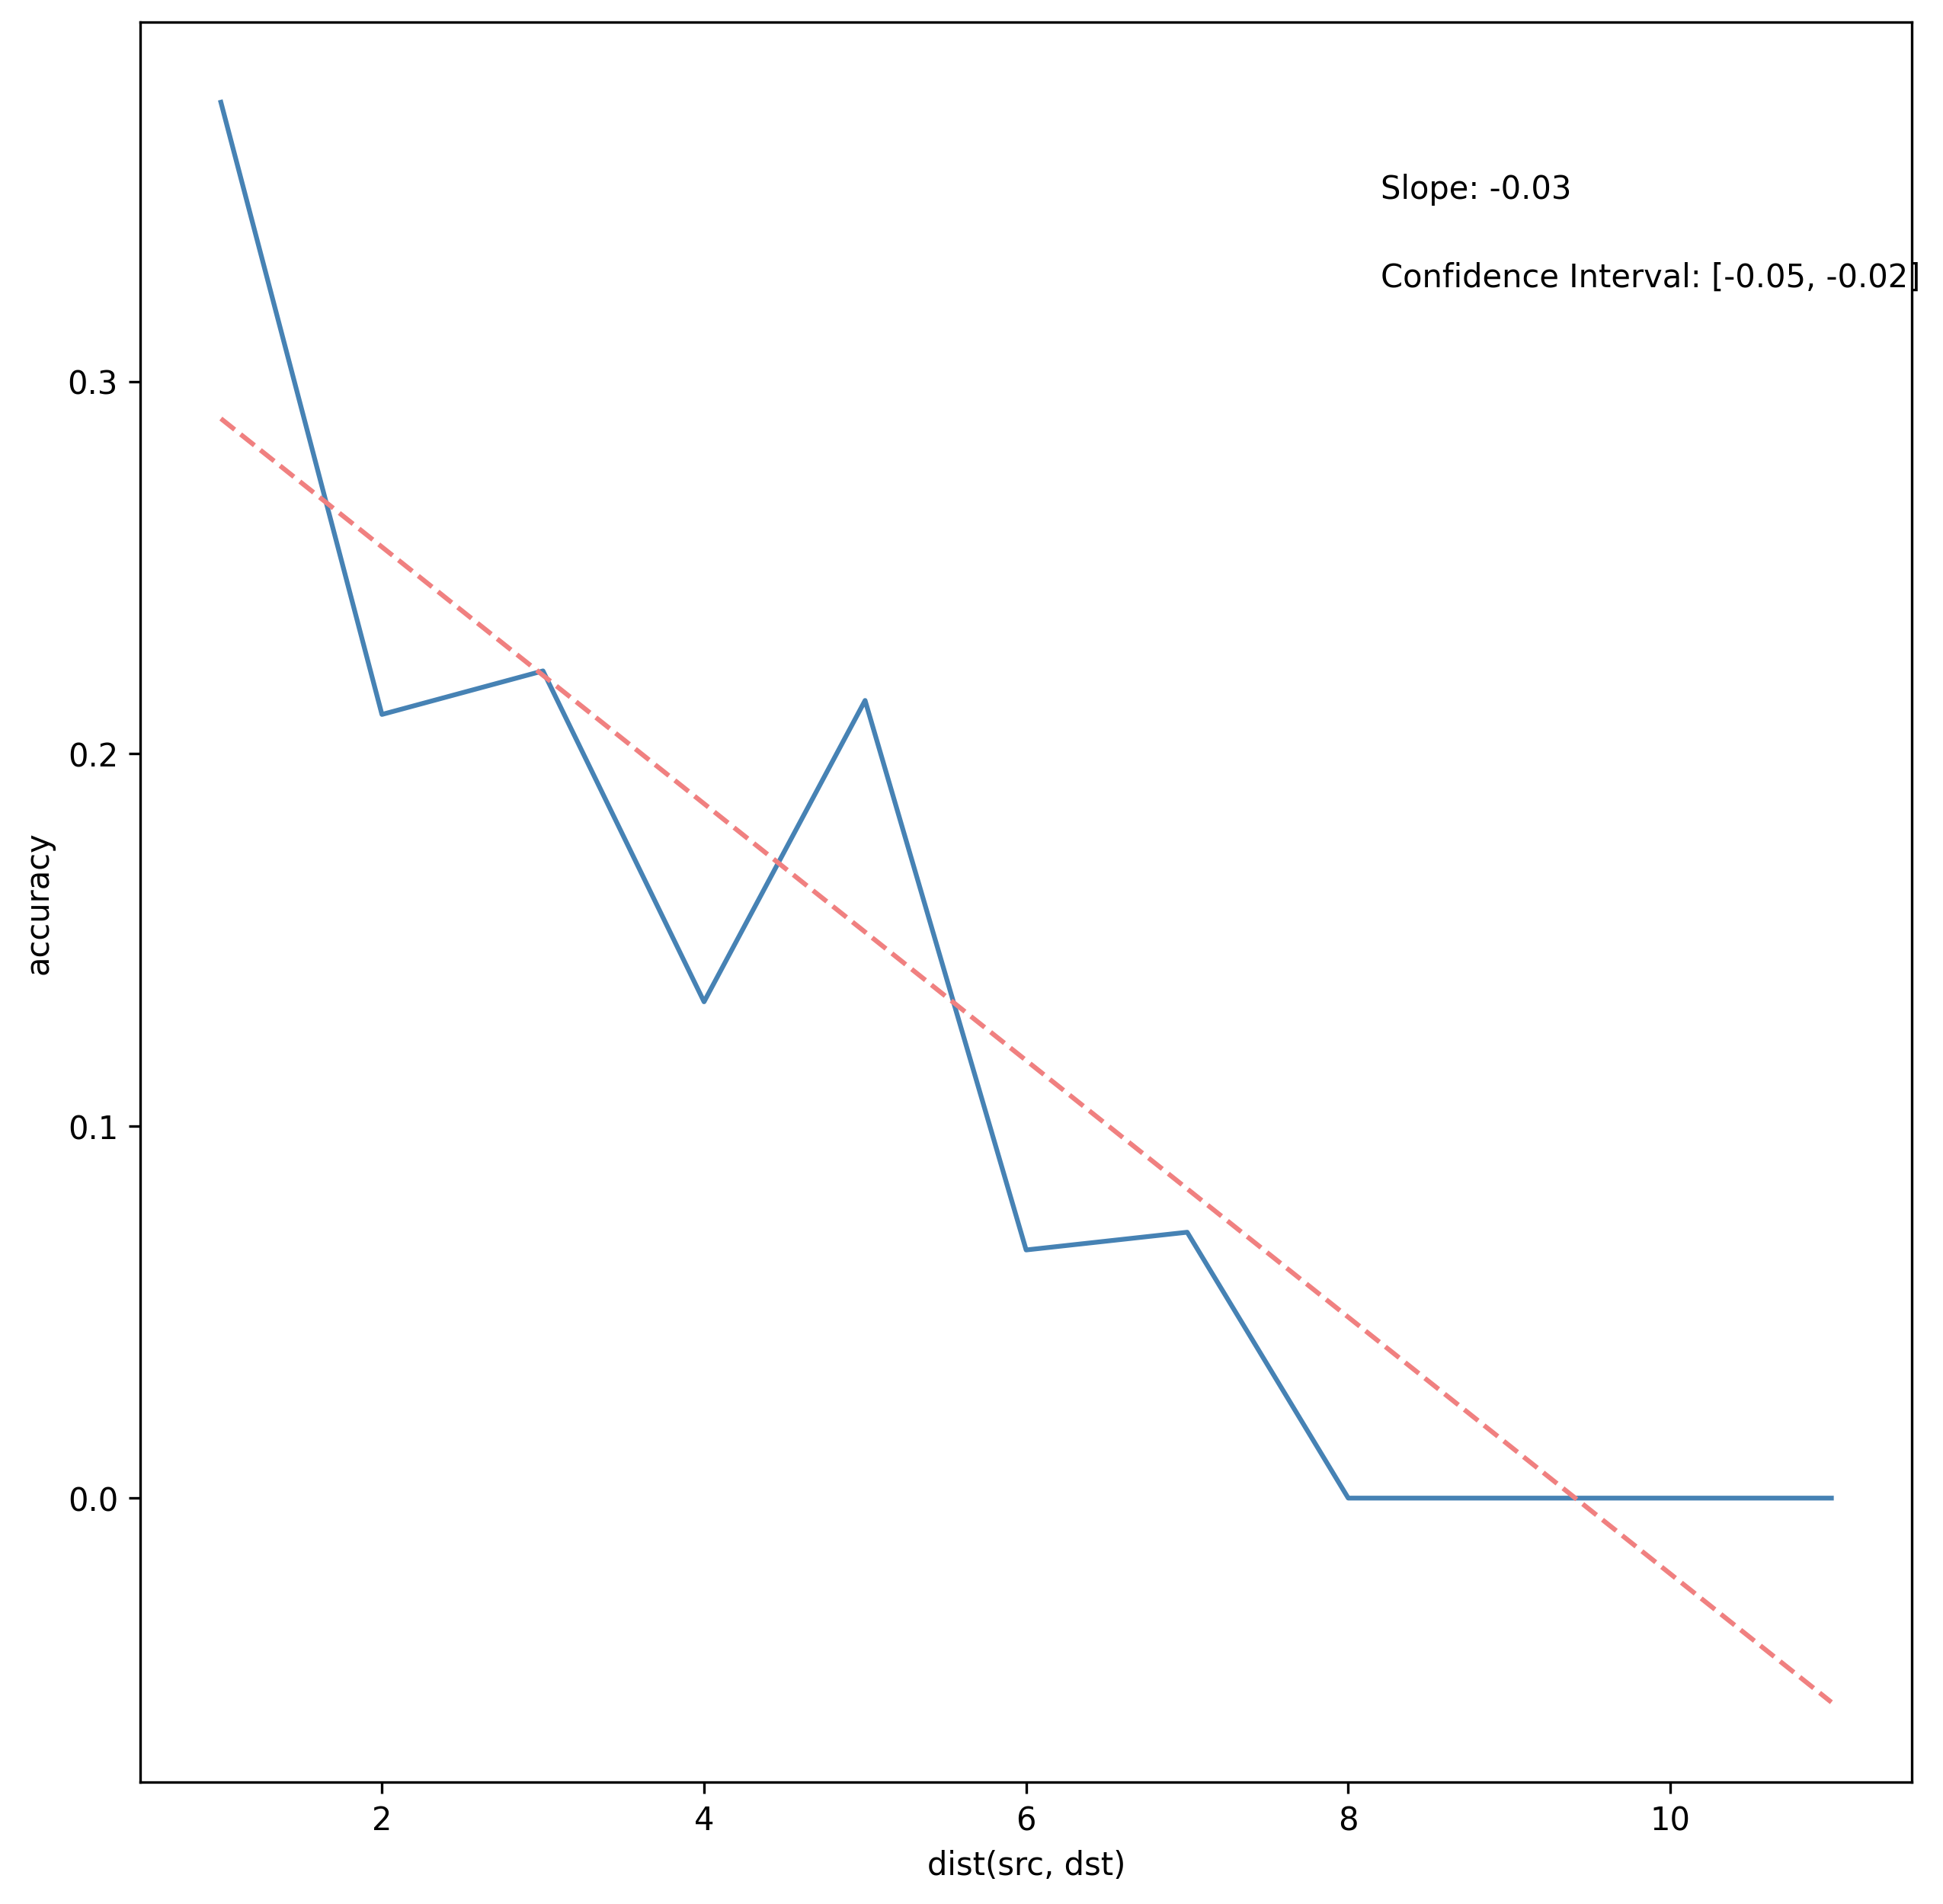 Slope: -0.03
Confidence Interval: [-0.05, -0.02]
0.3
0.2
0.1
0.0
accuracy
2 4 6 8 10
dist(src, dst)